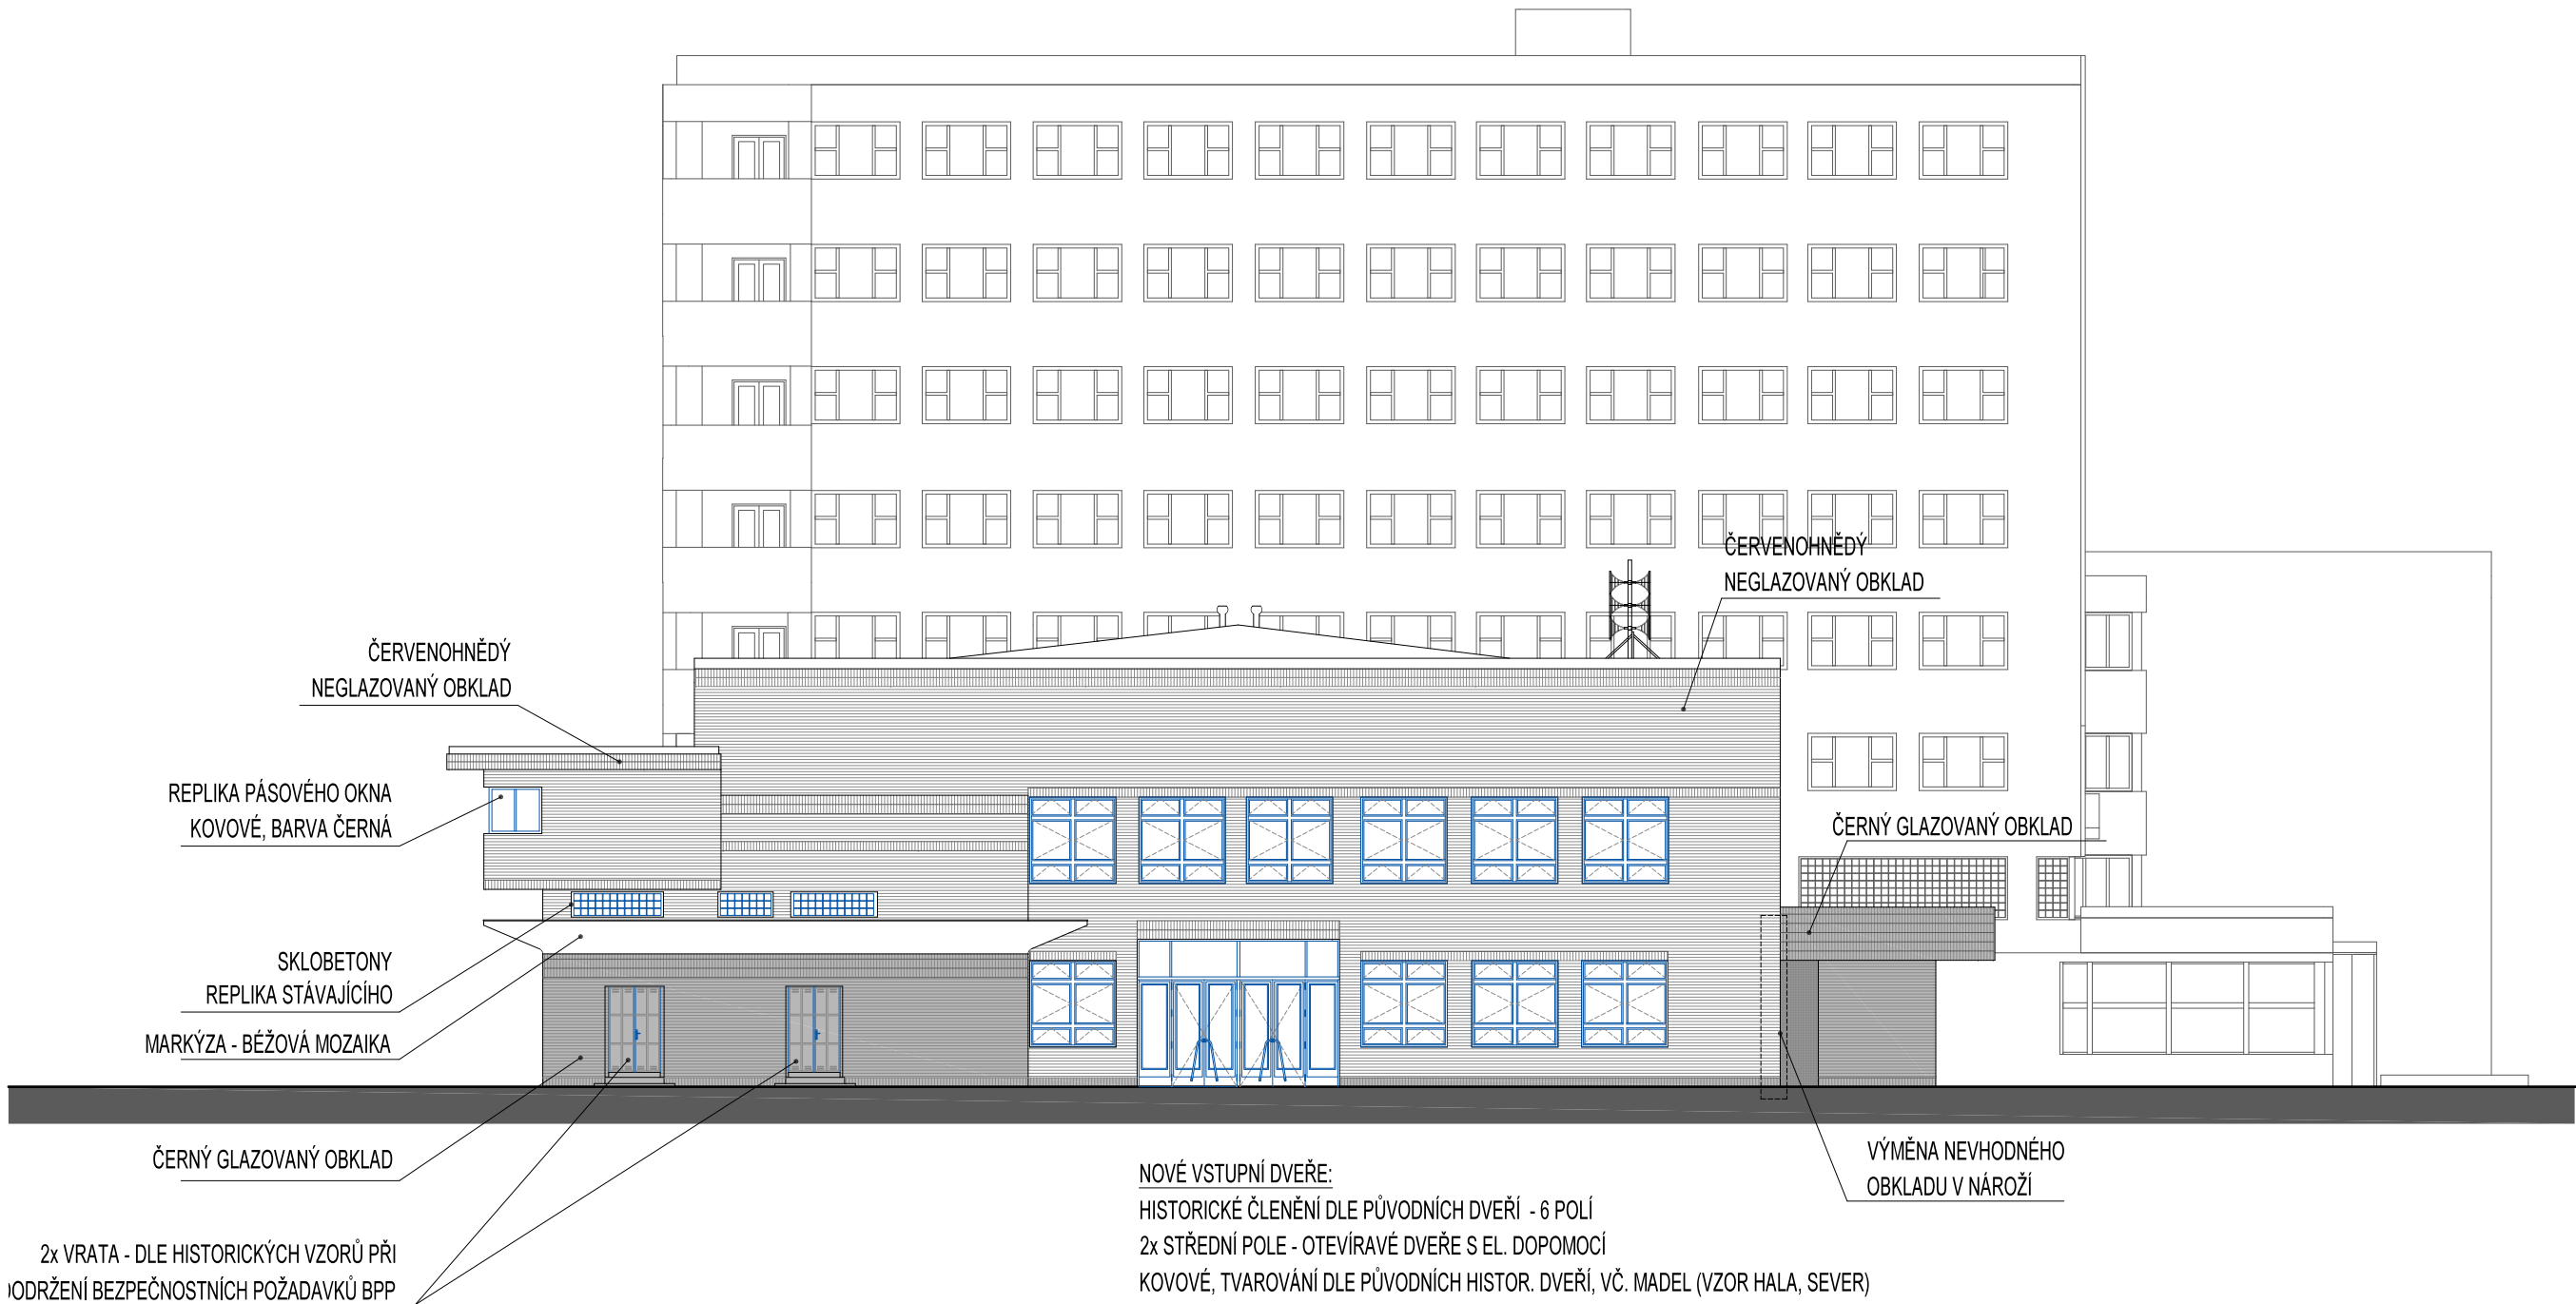 ČERVENOHNĚDÝ
NEGLAZOVANÝ OBKLAD
ČERVENOHNĚDÝ
NEGLAZOVANÝ OBKLAD
REPLIKA PÁSOVÉHO OKNA
KOVOVÉ, BARVA ČERNÁ
ČERNÝ GLAZOVANÝ OBKLAD
SKLOBETONY
REPLIKA STÁVAJÍCÍHO
MARKÝZA - BÉŽOVÁ MOZAIKA
ČERNÝ GLAZOVANÝ OBKLAD
VÝMĚNA NEVHODNÉHO
OBKLADU V NÁROŽÍ
NOVÉ VSTUPNÍ DVEŘE:
HISTORICKÉ ČLENĚNÍ DLE PŮVODNÍCH DVEŘÍ - 6 POLÍ
2x STŘEDNÍ POLE - OTEVÍRAVÉ DVEŘE S EL. DOPOMOCÍ
KOVOVÉ, TVAROVÁNÍ DLE PŮVODNÍCH HISTOR. DVEŘÍ, VČ. MADEL (VZOR HALA, SEVER)
2x VRATA - DLE HISTORICKÝCH VZORŮ PŘI
DODRŽENÍ BEZPEČNOSTNÍCH POŽADAVKŮ BPP